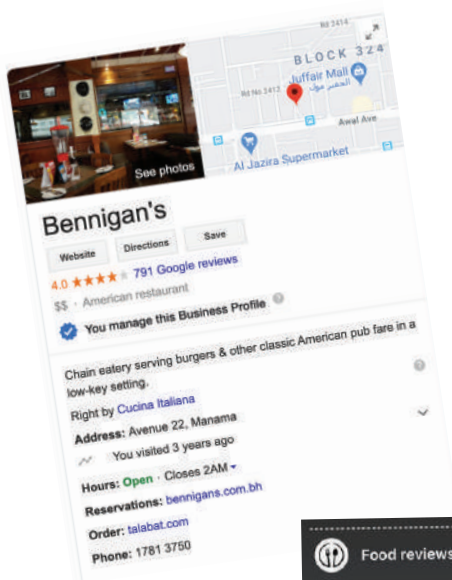 Rd 2414
BLOCK 324
Juffair Mall
الجفير مول
Rd No 2413
Awal Ave
Al Jazira Supermarket
See photos
Bennigan's
Website
Directions
Save
4.0 ★★★★★ 791 Google reviews
$$ · American restaurant
You manage this Business Profile
Chain eatery serving burgers & other classic American pub fare in a
low-key setting.
Right by Cucina Italiana
Address: Avenue 22, Manama
You visited 3 years ago
Hours: Open · Closes 2AM
Reservations: bennigans.com.bh
Order: talabat.com
Phone: 1781 3750
Food reviews